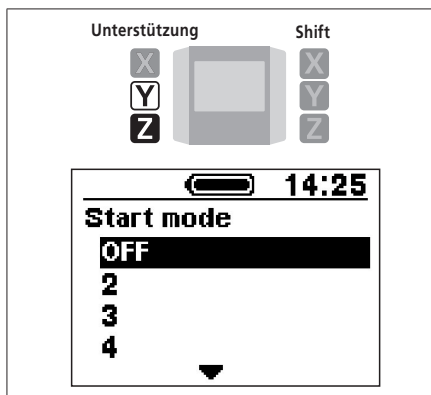 Unterstützung Shift
X X
Y Y
Z Z
14:25
Start mode
OFF
2
3
4